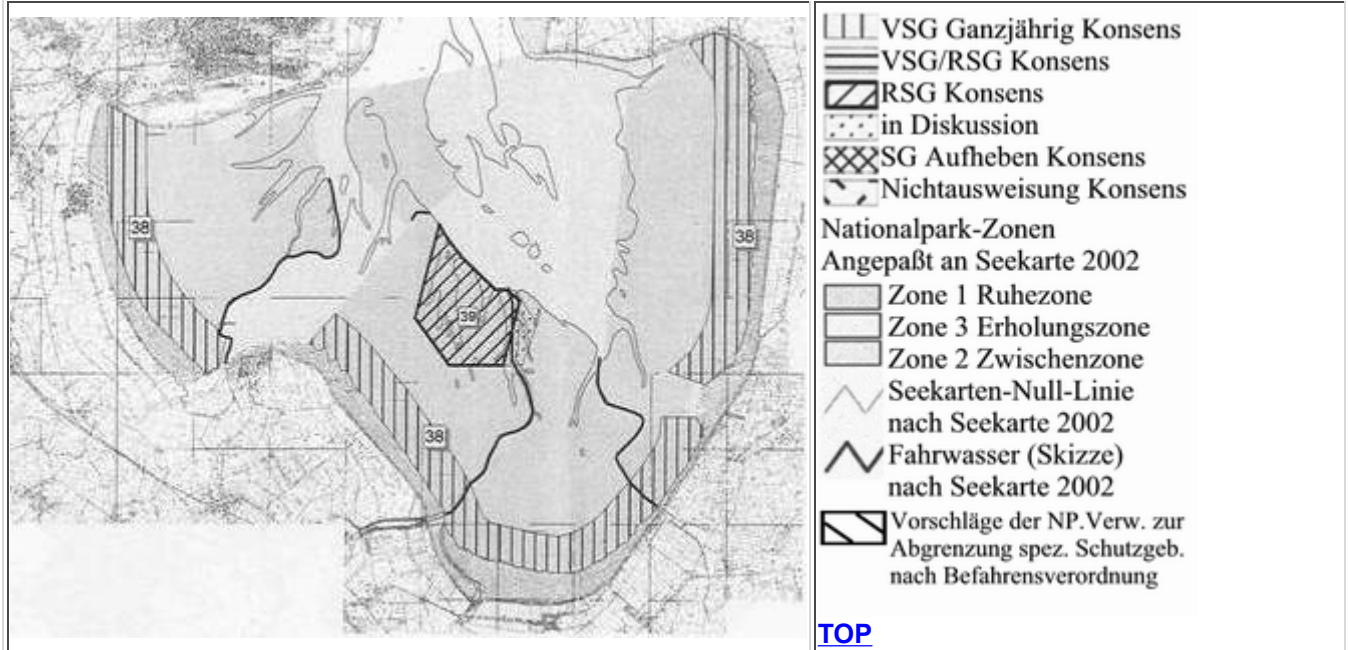 38
38
39
38
VSG Ganzjährig Konsens
VSG/RSG Konsens
RSG Konsens
in Diskussion
SG Aufheben Konsens
Nichtausweisung Konsens
Nationalpark-Zonen
Angepaßt an Seekarte 2002
Zone 1 Ruhezone
Zone 3 Erholungszone
Zone 2 Zwischenzone
Seekarten-Null-Linie
nach Seekarte 2002
Fahrwasser (Skizze)
nach Seekarte 2002
Vorschläge der NP.Verw. zur
Abgrenzung spez. Schutzgeb.
nach Befahrensverordnung
TOP